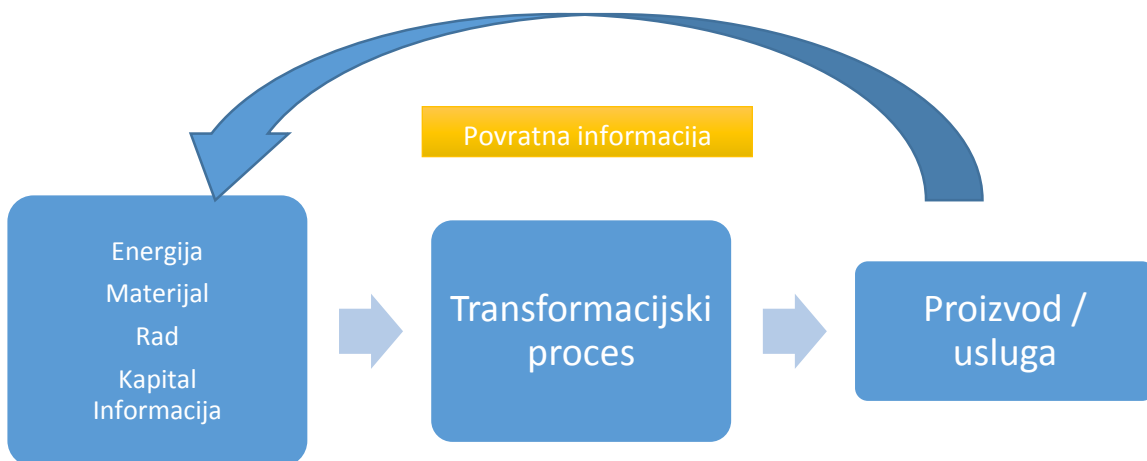 Povratna informacija
Energija
Materijal
Rad
Kapital
Informacija
Transformacijski
proces
Proizvod /
usluga